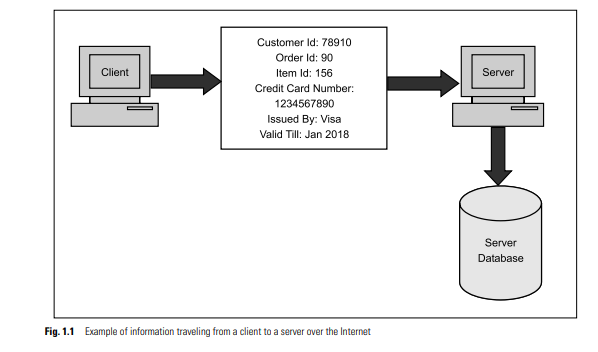 Client
Customer Id: 78910
Order Id: 90
Item Id: 156
Credit Card Number:
1234567890
Issued By: Visa
Valid Till: Jan 2018
Server
Server
Database
Fig. 1.1 Example of information traveling from a client to a server over the Internet